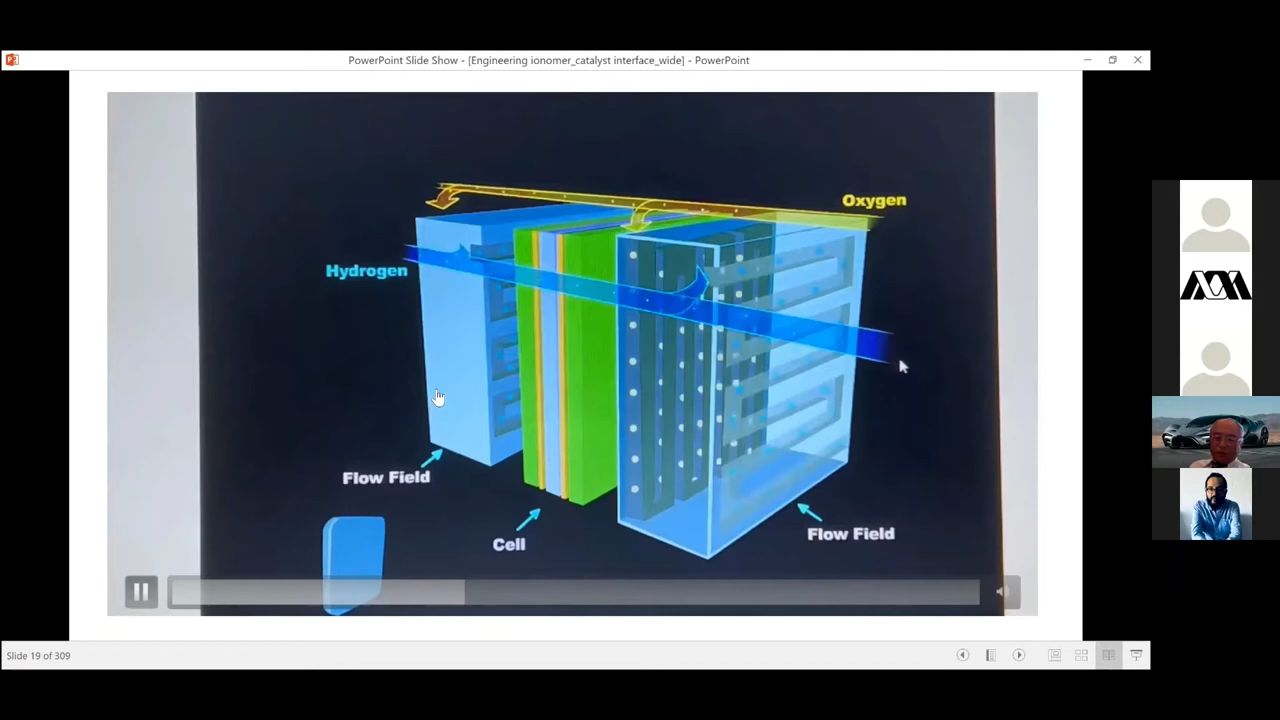 PowerPoint Slide Show - [Engineering ionomer_catalyst interface_wide] - PowerPoint
Oxygen
Hydrogen
Flow Field
Cell
Flow Field
Slide 19 of 309